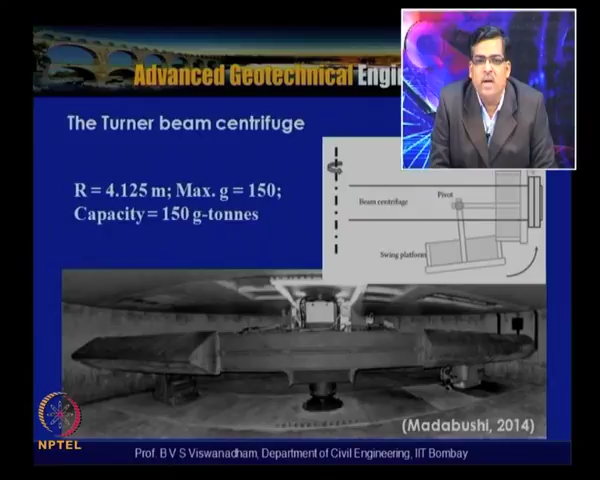 Advanced Geotechnical Engi
The Turner beam centrifuge
R = 4.125 m; Max. g = 150;
Capacity = 150 g-tonnes
Beam centrifuge
Pivot
Swing platform
(Madabushi, 2014)
NPTEL
Prof. B V S Viswanadham, Department of Civil Engineering, IIT Bombay